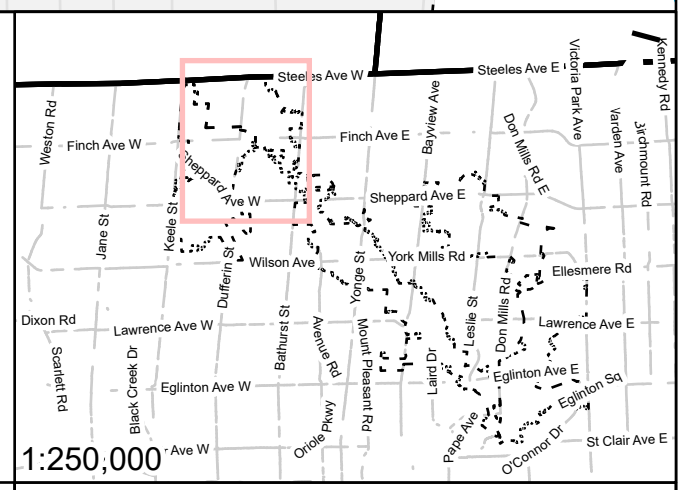 Steeles Ave W
Steeles Ave E
Kennedy Rd
Victoria Park Ave
Weston Rd
Finch Ave W
Finch Ave E
Bayview Ave
Don Mills Rd E
Varden Ave
Birchmount Rd
Sheppard Ave W
Sheppard Ave E
Jane St
Keele St
Dufferin St
Wilson Ave
Yonge St
York Mills Rd
Ellesmere Rd
Dixon Rd
Lawrence Ave W
Bathurst St
Avenue Rd
Mount Pleasant Rd
Laird Dr
Leslie St
Don Mills Rd
Lawrence Ave E
Scarlett Rd
Black Creek Dr
Eglinton Ave W
Eglinton Ave E
Eglinton Sq
Oriole Pkwy
Pape Ave
O'Connor Dr
St Clair Ave E
Ave W
1:250,000